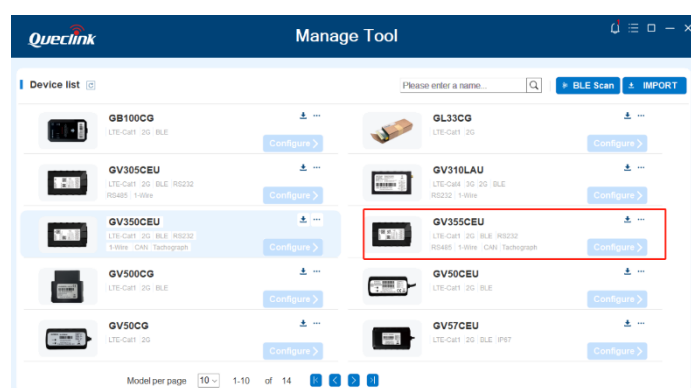 Queclink
Manage Tool
Device list
Please enter a name...
BLE Scan
IMPORT
GB100CG
LTE-Cat1 2G BLE
Configure >
GL33CG
LTE-Cat1 2G
Configure >
GV305CEU
LTE-Cat1 2G BLE RS232
RS485 1-Wire
Configure >
GV310LAU
LTE-Cat4 3G 2G BLE
RS232 1-Wire
Configure >
GV350CEU
LTE-Cat1 2G BLE RS232
1-Wire CAN Tachograph
Configure >
GV355CEU
LTE-Cat1 2G BLE RS232
RS485 1-Wire CAN Tachograph
Configure >
GV500CG
LTE-Cat1 2G BLE
Configure >
GV50CEU
LTE-Cat1 2G BLE
Configure >
GV50CG
LTE-Cat1 2G
Configure >
GV57CEU
LTE-Cat1 2G BLE IP67
Configure >
Model per page 10 1-10 of 14